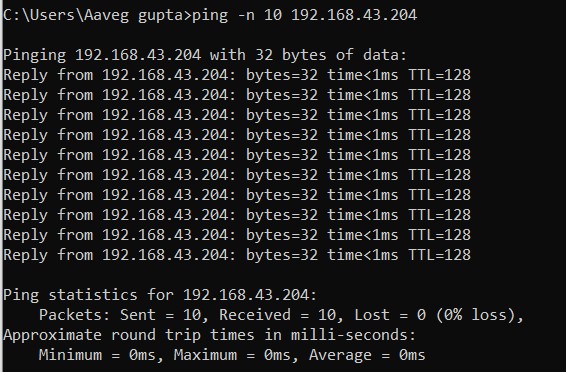 C:\Users\Aaveg gupta>ping -n 10 192.168.43.204
Pinging 192.168.43.204 with 32 bytes of data:
Reply from 192.168.43.204: bytes=32 time<1ms TTL=128
Reply from 192.168.43.204: bytes=32 time<1ms TTL=128
Reply from 192.168.43.204: bytes=32 time<1ms TTL=128
Reply from 192.168.43.204: bytes=32 time<1ms TTL=128
Reply from 192.168.43.204: bytes=32 time<1ms TTL=128
Reply from 192.168.43.204: bytes=32 time<1ms TTL=128
Reply from 192.168.43.204: bytes=32 time<1ms TTL=128
Reply from 192.168.43.204: bytes=32 time<1ms TTL=128
Reply from 192.168.43.204: bytes=32 time<1ms TTL=128
Reply from 192.168.43.204: bytes=32 time<1ms TTL=128
Ping statistics for 192.168.43.204:
    Packets: Sent = 10, Received = 10, Lost = 0 (0% loss),
Approximate round trip times in milli-seconds:
    Minimum = 0ms, Maximum = 0ms, Average = 0ms